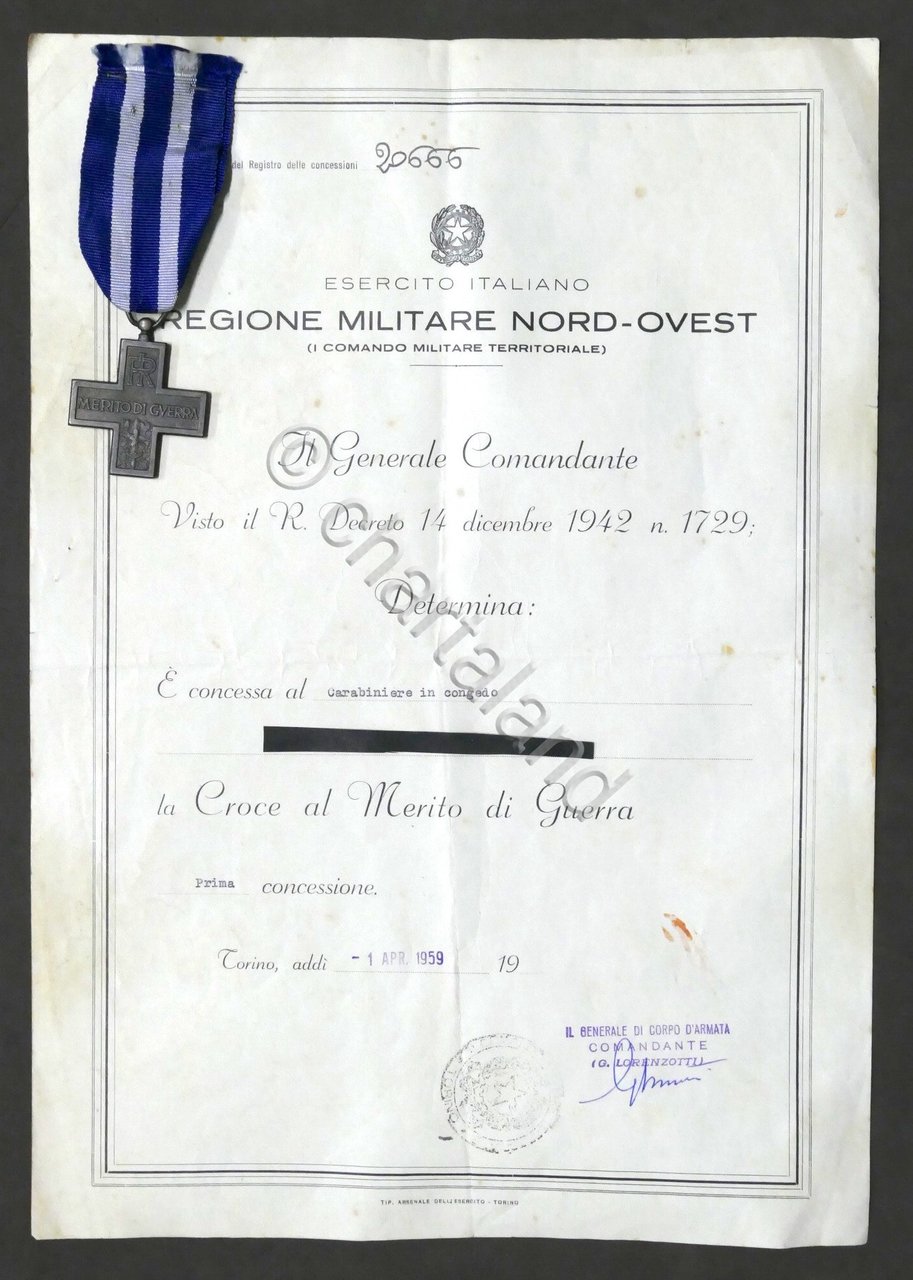 del Registro delle concessioni 20666
ESERCITO ITALIANO
REGIONE MILITARE NORD-OVEST
(I COMANDO MILITARE TERRITORIALE)
MERITO DI GVERRA
Il Generale Comandante
Visto il R. Decreto 14 dicembre 1942 n. 1729;
Determina:
È concessa al Carabiniere in congedo
la Croce al Merito di Guerra
Prima concessione.
Torino, addì - 1 APR. 1959 19
IL GENERALE DI CORPO D'ARMATA
COMANDANTE
(G. LORENZOTTI)
TIP. ARSENALE DELL'ESERCITO - TORINO
© chartaland